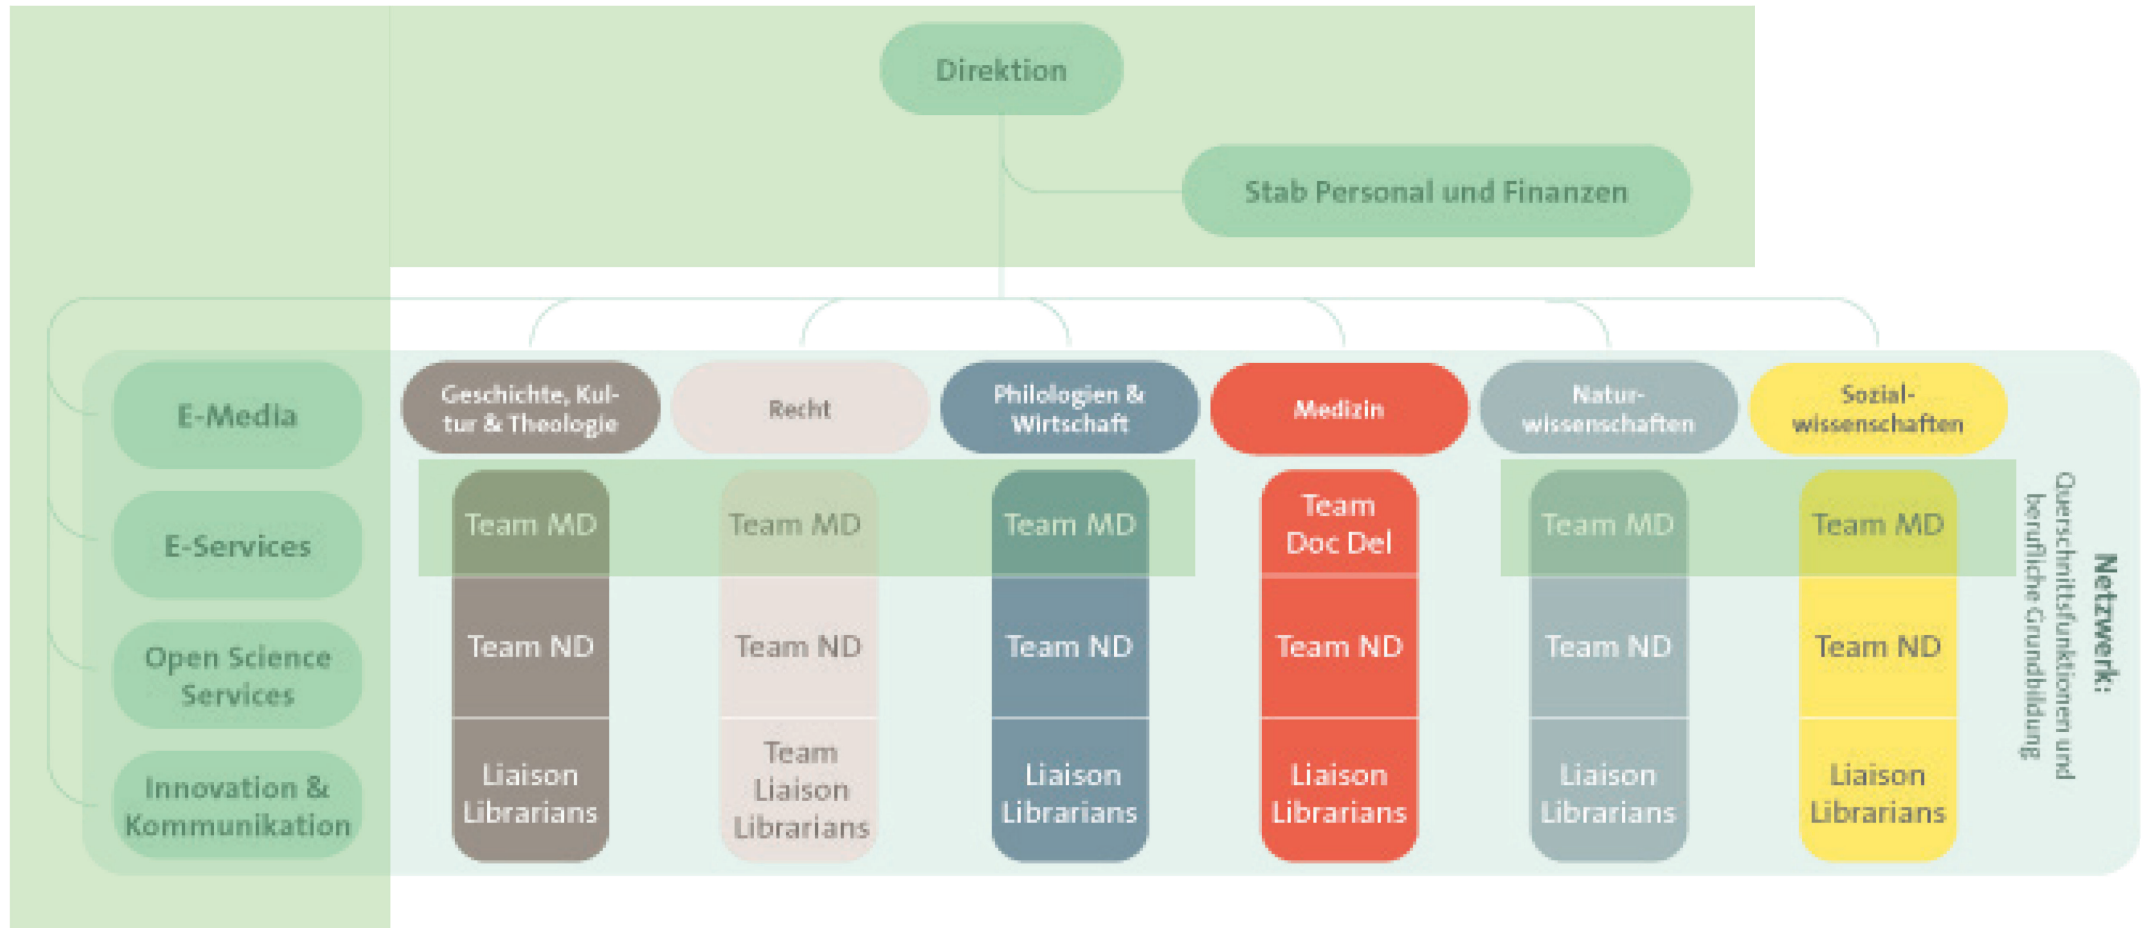 Direktion
Stab Personal und Finanzen
E-Media
E-Services
Open Science
Services
Innovation &
Kommunikation
Geschichte, Kul-
tur & Theologie
Team MD
Team ND
Liaison
Librarians
Recht
Team MD
Team ND
Team
Liaison
Librarians
Philologien &
Wirtschaft
Team MD
Team ND
Liaison
Librarians
Medizin
Team
Doc Del
Team ND
Liaison
Librarians
Natur-
wissenschaften
Team MD
Team ND
Liaison
Librarians
Sozial-
wissenschaften
Team MD
Team ND
Liaison
Librarians
Netzwerk:
Querschnittsfunktionen und
berufliche Grundbildung